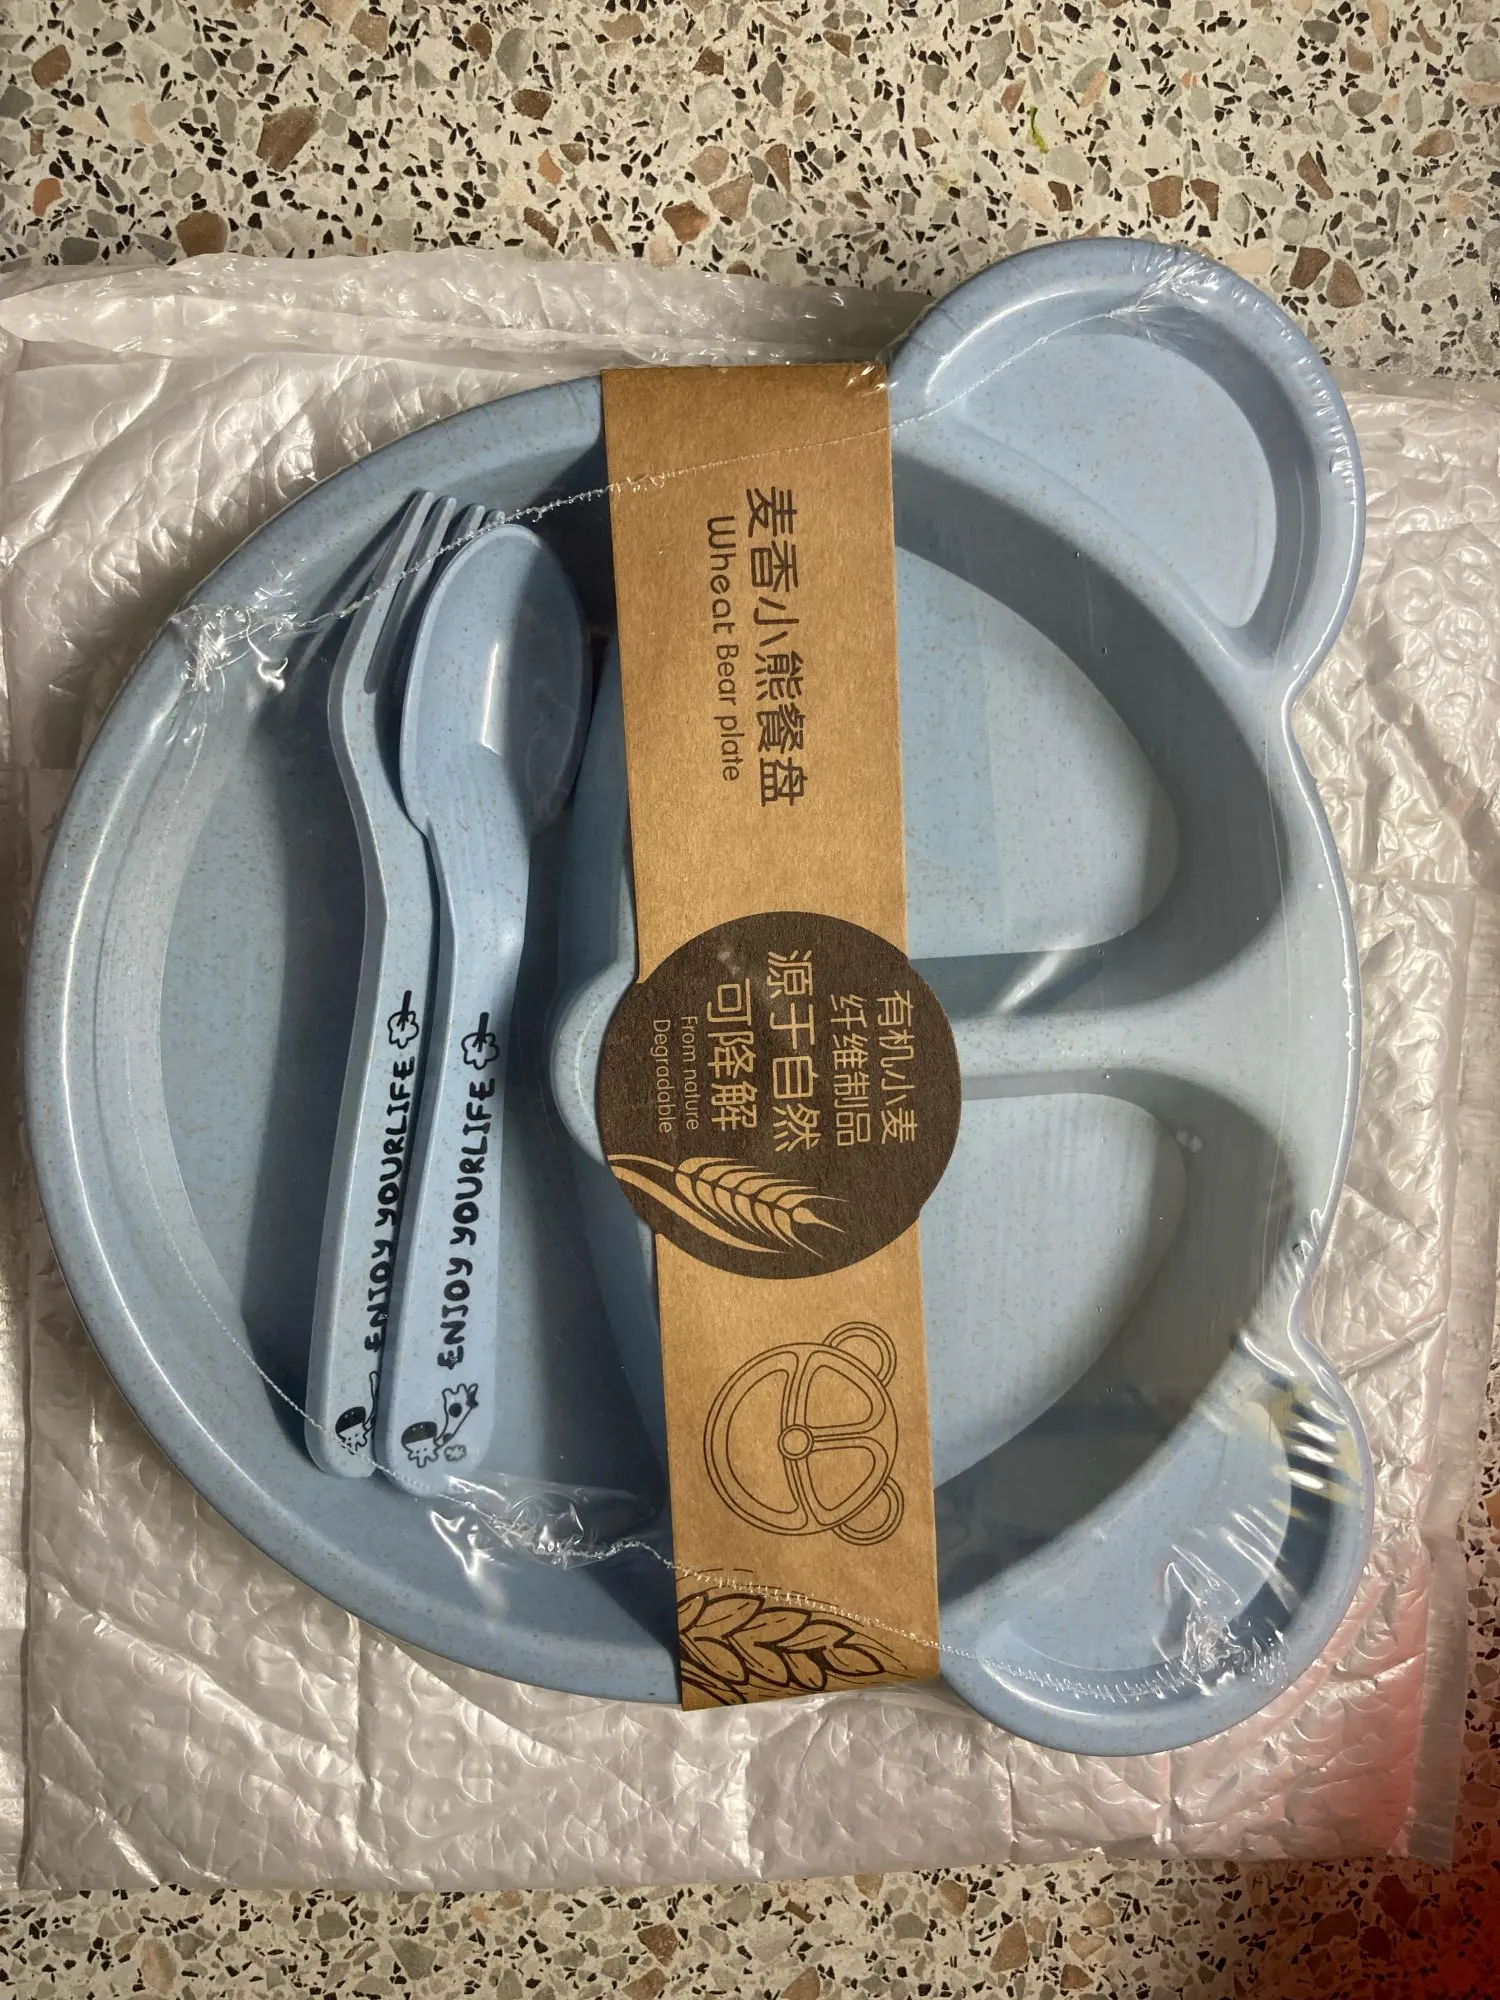 麦香小熊餐盘
Wheat Bear plate
有机小麦
纤维制品
源于自然
可降解
From nature
Degradable
ENJOY YOURLIFE
ENJOY YOURLIFE